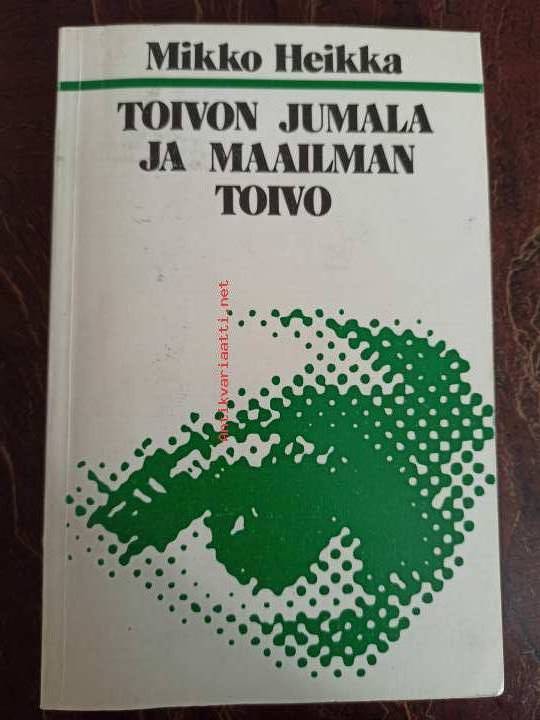 Mikko Heikka
TOIVON JUMALA
JA MAAILMAN
TOIVO
antikvariaatti.net